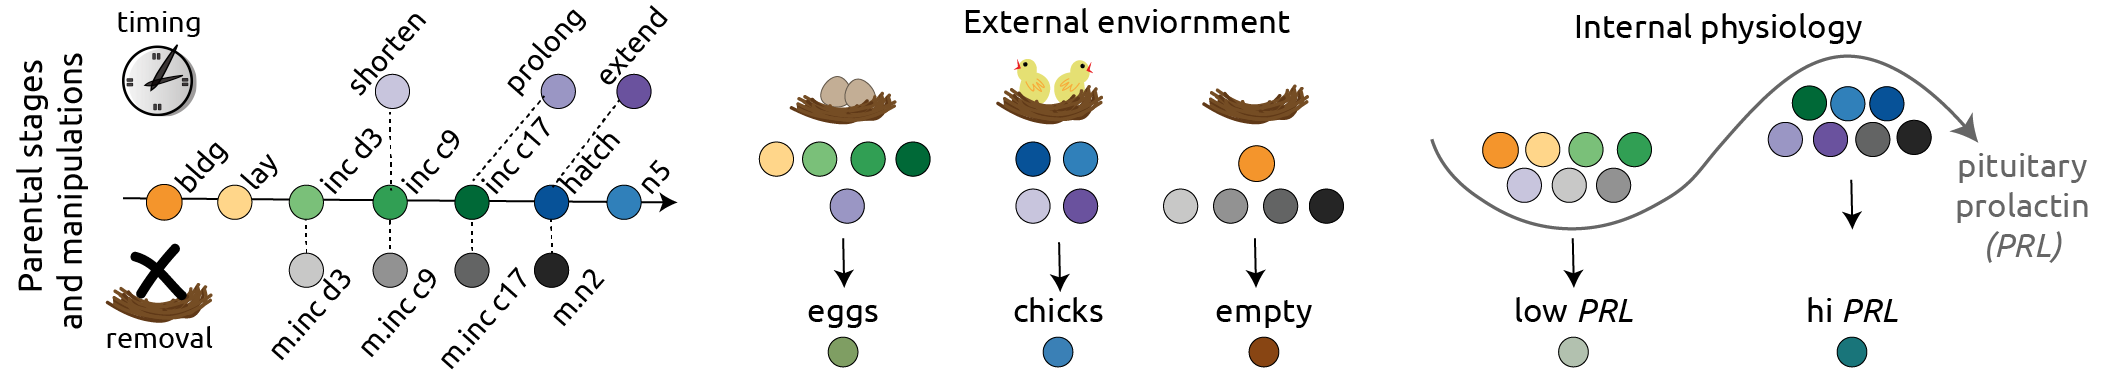 Parental stages
and manipulations
timing
shorten
prolong
extend
bldg
lay
inc d3
inc c9
inc c17
hatch
n5
m.inc d3
m.inc c9
m.inc c17
m.n2
removal
External enviornment
eggs
chicks
empty
Internal physiology
pituitary
prolactin
(PRL)
low PRL
hi PRL